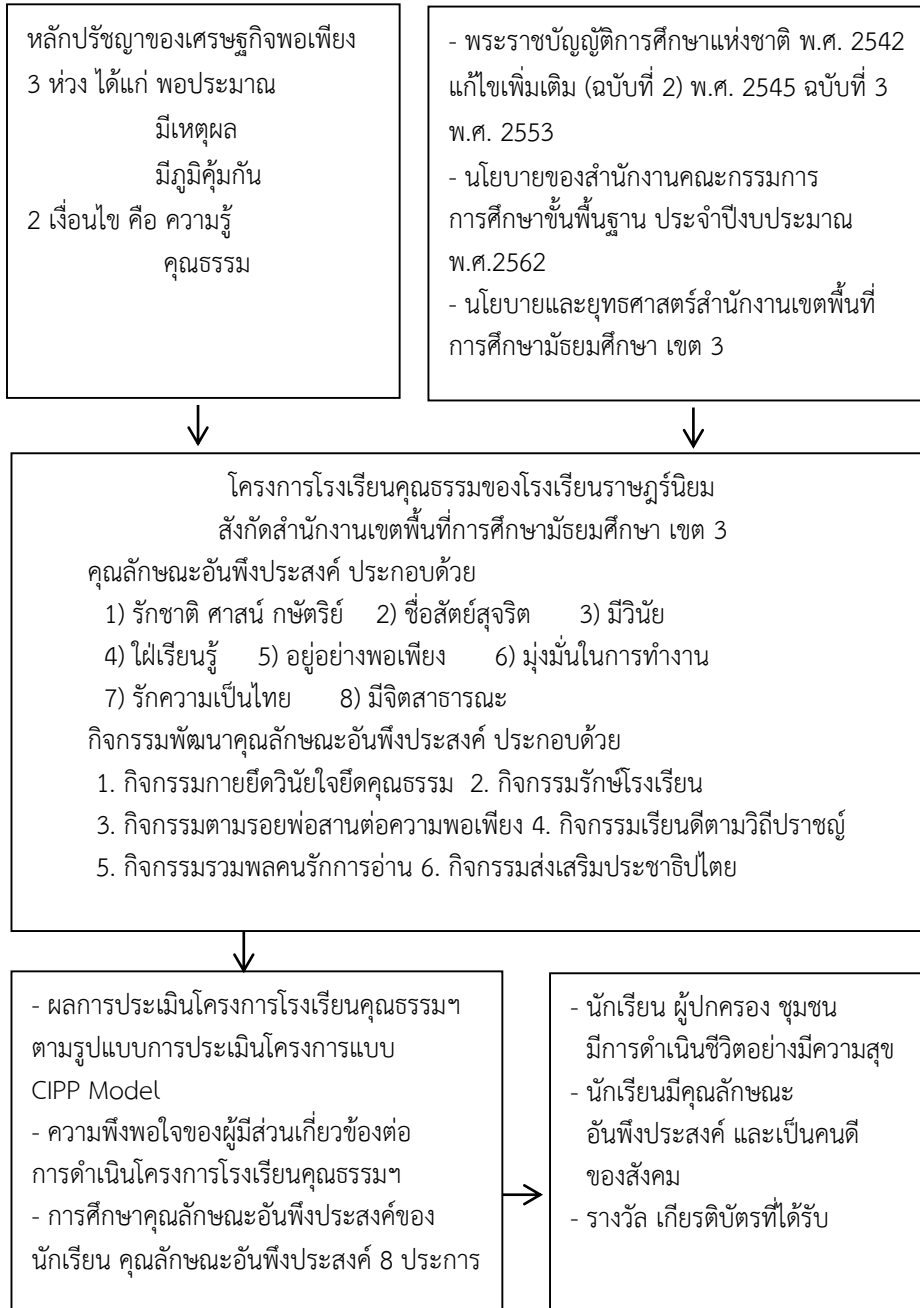 หลักปรัชญาของเศรษฐกิจพอเพียง
3 ห่วง ได้แก่ พอประมาณ
มีเหตุผล
มีภูมิคุ้มกัน
2 เงื่อนไข คือ ความรู้
คุณธรรม
- พระราชบัญญัติการศึกษาแห่งชาติ พ.ศ. 2542
แก้ไขเพิ่มเติม (ฉบับที่ 2) พ.ศ. 2545 ฉบับที่ 3
พ.ศ. 2553
- นโยบายของสำนักงานคณะกรรมการ
การศึกษาขั้นพื้นฐาน ประจำปีงบประมาณ
พ.ศ.2562
- นโยบายและยุทธศาสตร์สำนักงานเขตพื้นที่
การศึกษามัธยมศึกษา เขต 3
โครงการโรงเรียนคุณธรรมของโรงเรียนราษฎร์นิยม
สังกัดสำนักงานเขตพื้นที่การศึกษามัธยมศึกษา เขต 3
คุณลักษณะอันพึงประสงค์ ประกอบด้วย
1) รักชาติ ศาสน์ กษัตริย์ 2) ซื่อสัตย์สุจริต 3) มีวินัย
4) ใฝ่เรียนรู้ 5) อยู่อย่างพอเพียง 6) มุ่งมั่นในการทำงาน
7) รักความเป็นไทย 8) มีจิตสาธารณะ
กิจกรรมพัฒนาคุณลักษณะอันพึงประสงค์ ประกอบด้วย
1. กิจกรรมกายยึดวินัยใจยึดคุณธรรม 2. กิจกรรมรักษ์โรงเรียน
3. กิจกรรมตามรอยพ่อสานต่อความพอเพียง 4. กิจกรรมเรียนดีตามวิถีปราชญ์
5. กิจกรรมรวมพลคนรักการอ่าน 6. กิจกรรมส่งเสริมประชาธิปไตย
- ผลการประเมินโครงการโรงเรียนคุณธรรมฯ
ตามรูปแบบการประเมินโครงการแบบ
CIPP Model
- ความพึงพอใจของผู้มีส่วนเกี่ยวข้องต่อ
การดำเนินโครงการโรงเรียนคุณธรรมฯ
- การศึกษาคุณลักษณะอันพึงประสงค์ของ
นักเรียน คุณลักษณะอันพึงประสงค์ 8 ประการ
- นักเรียน ผู้ปกครอง ชุมชน
มีการดำเนินชีวิตอย่างมีความสุข
- นักเรียนมีคุณลักษณะ
อันพึงประสงค์ และเป็นคนดี
ของสังคม
- รางวัล เกียรติบัตรที่ได้รับ